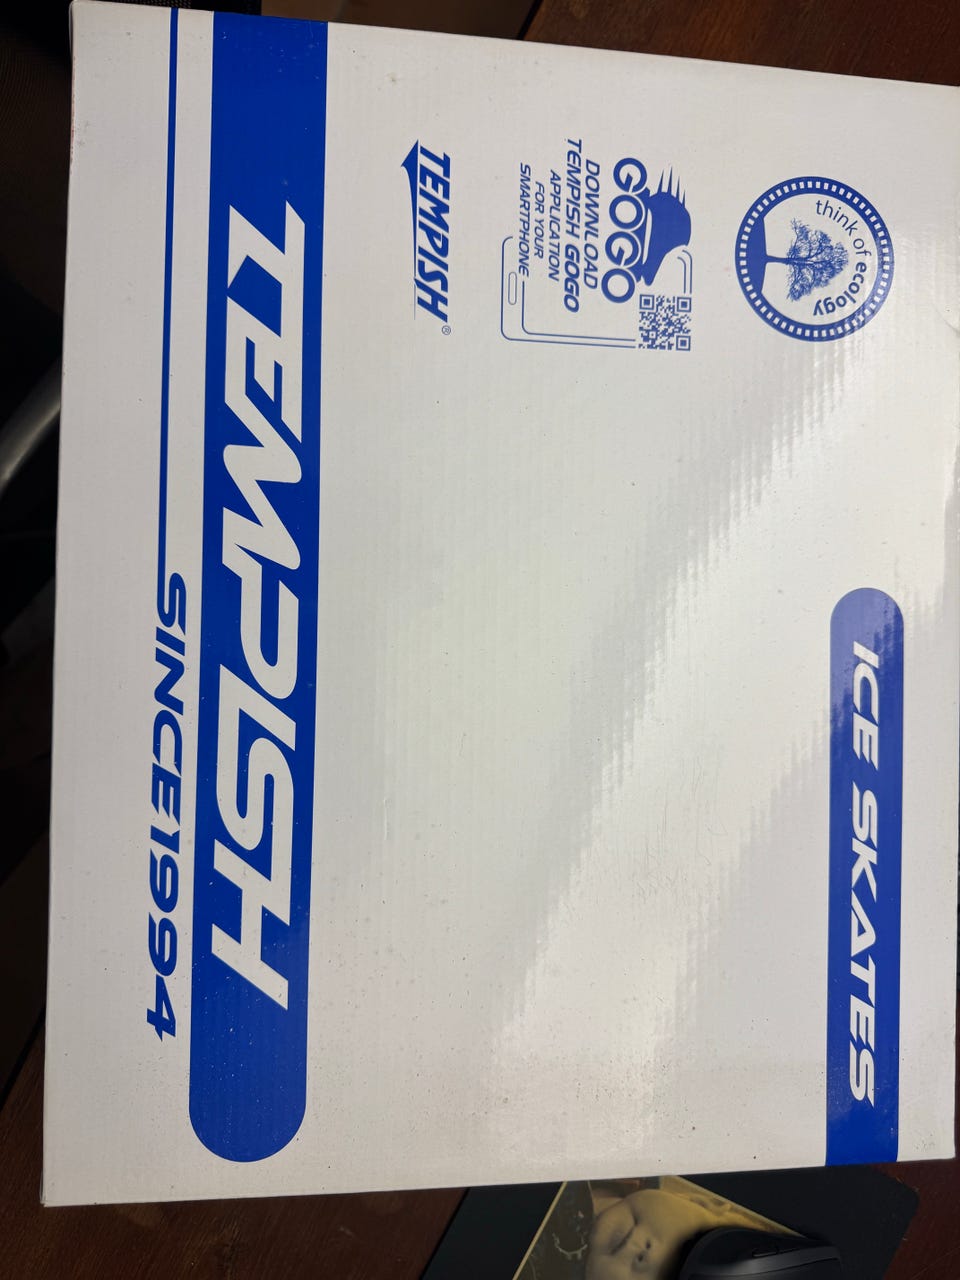 ICE SKATES
think of ecology
GOGO
DOWNLOAD
TEMPISH GOGO
APPLICATION
FOR YOUR
SMARTPHONE
TEMPISH®
TEMPISH
SINCE1994